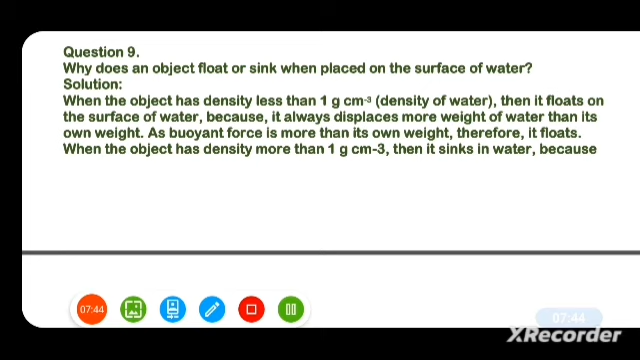 Question 9.
Why does an object float or sink when placed on the surface of water?
Solution:
When the object has density less than 1 g cm⁻³ (density of water), then it floats on
the surface of water, because, it always displaces more weight of water than its
own weight. As buoyant force is more than its own weight, therefore, it floats.
When the object has density more than 1 g cm-3, then it sinks in water, because
07:44
07:44
XRecorder